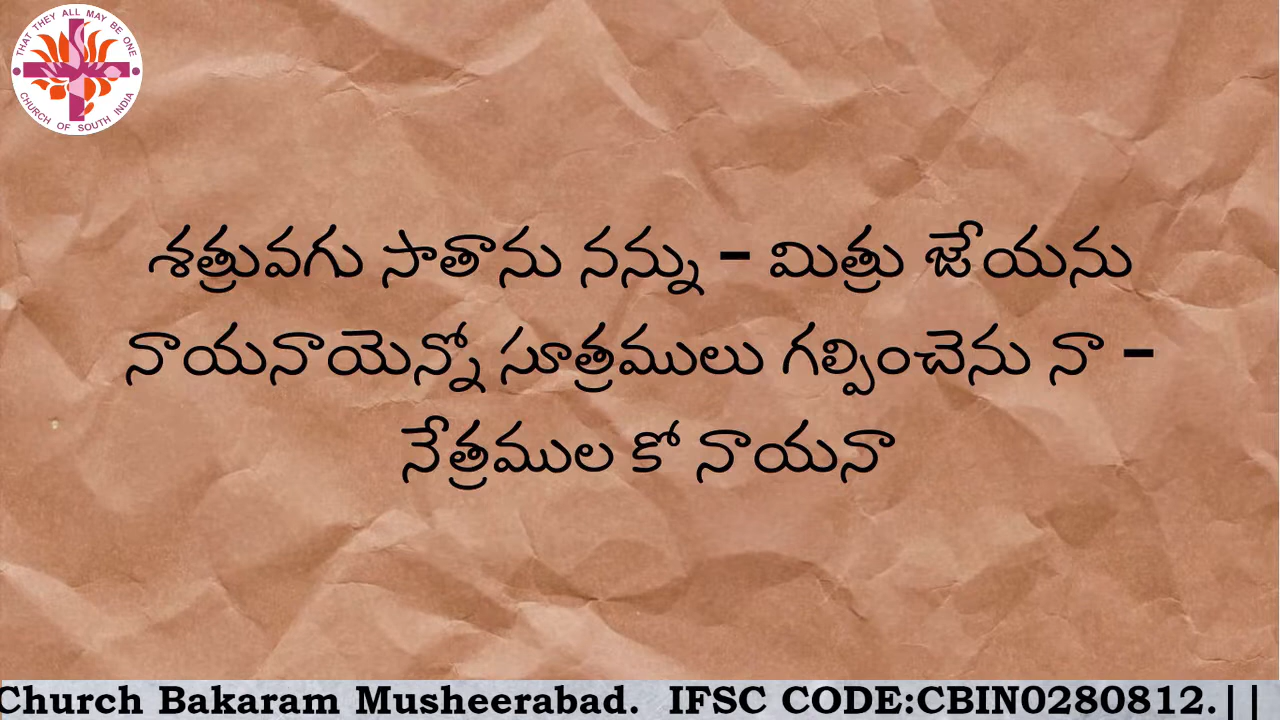 THAT THEY ALL MAY BE ONE
CHURCH OF SOUTH INDIA
శత్రువగు సాతాను నన్ను - మిత్రు జేయను
నాయనాయెన్నో సూత్రములు గల్పించెను నా -
నేత్రముల కో నాయనా
Church Bakaram Musheerabad. IFSC CODE:CBIN0280812.||